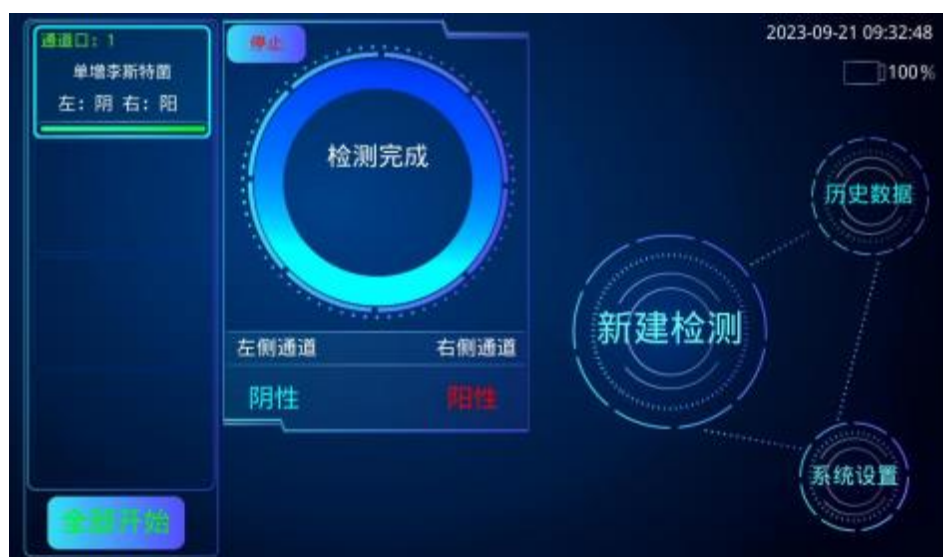 通道口：1
单增李斯特菌
左：阴 右：阳
全部开始
停止
检测完成
左侧通道 右侧通道
阴性 阳性
2023-09-21 09:32:48
100%
历史数据
新建检测
系统设置